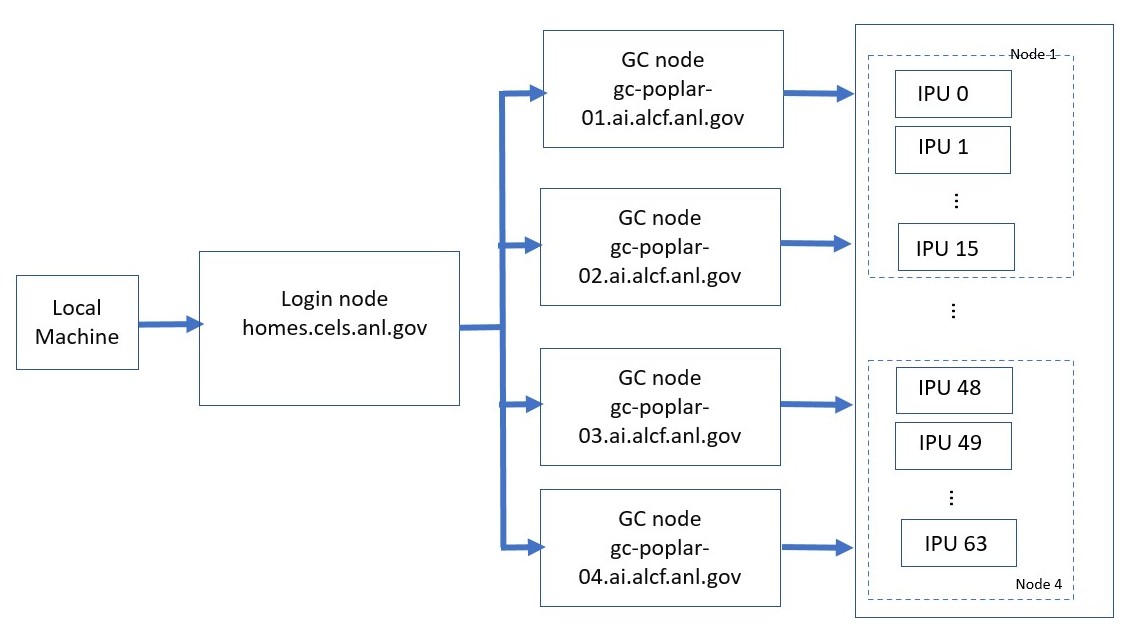 Local
Machine
Login node
homes.cels.anl.gov
GC node
gc-poplar-
01.ai.alcf.anl.gov
GC node
gc-poplar-
02.ai.alcf.anl.gov
GC node
gc-poplar-
03.ai.alcf.anl.gov
GC node
gc-poplar-
04.ai.alcf.anl.gov
Node 1
IPU 0
IPU 1
...
IPU 15
...
IPU 48
IPU 49
...
IPU 63
Node 4